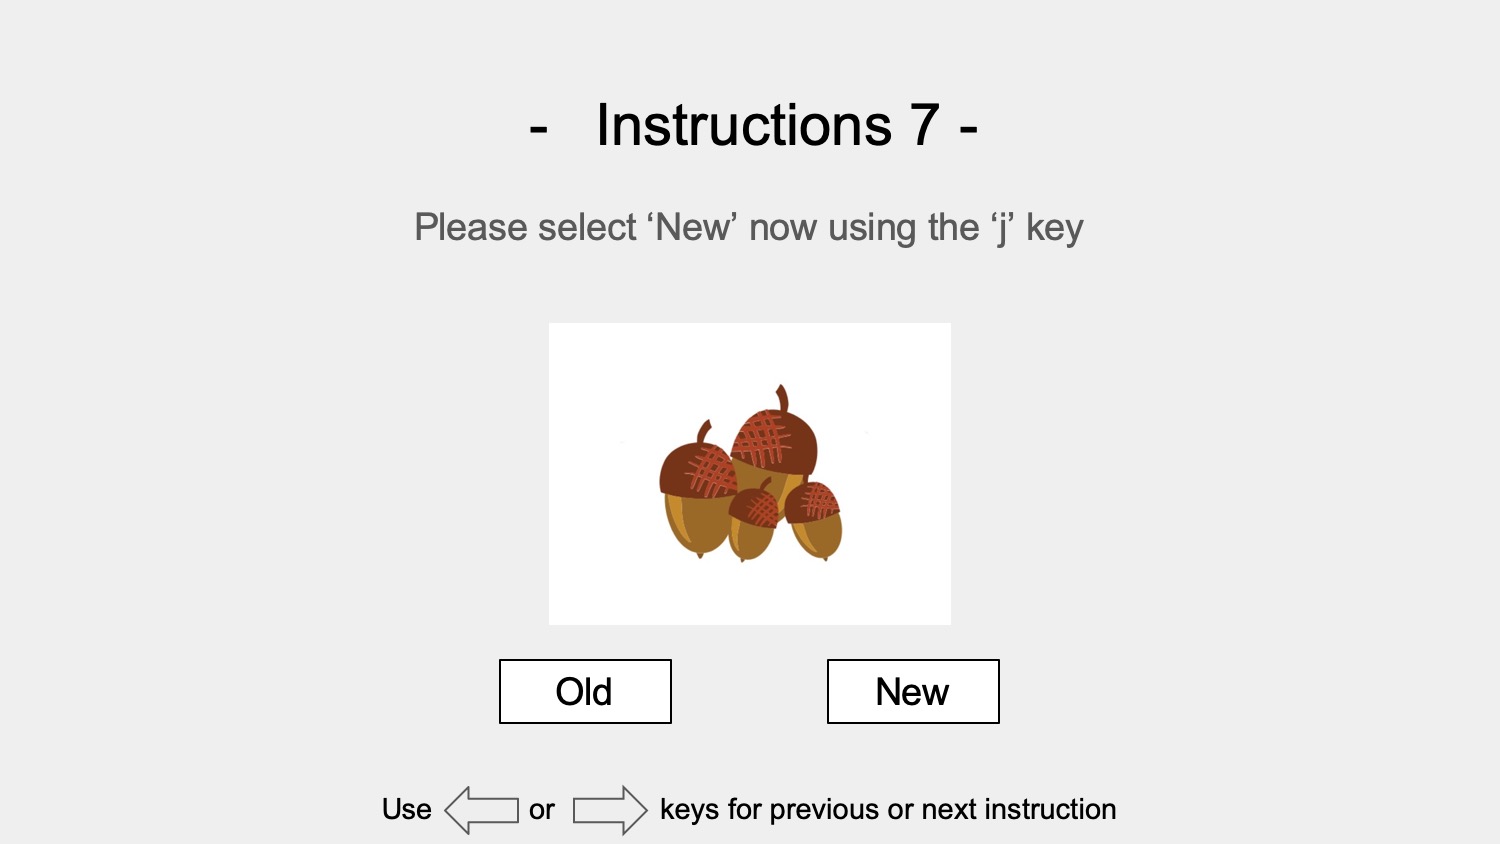 - Instructions 7 -
Please select ‘New’ now using the ‘j’ key
Old
New
Use or keys for previous or next instruction